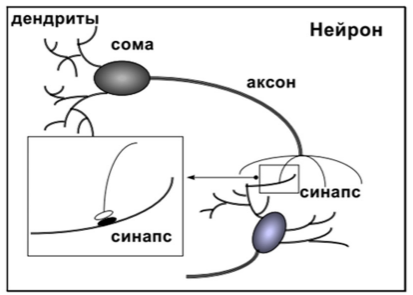 дендриты
сома
Нейрон
аксон
синапс
синапс